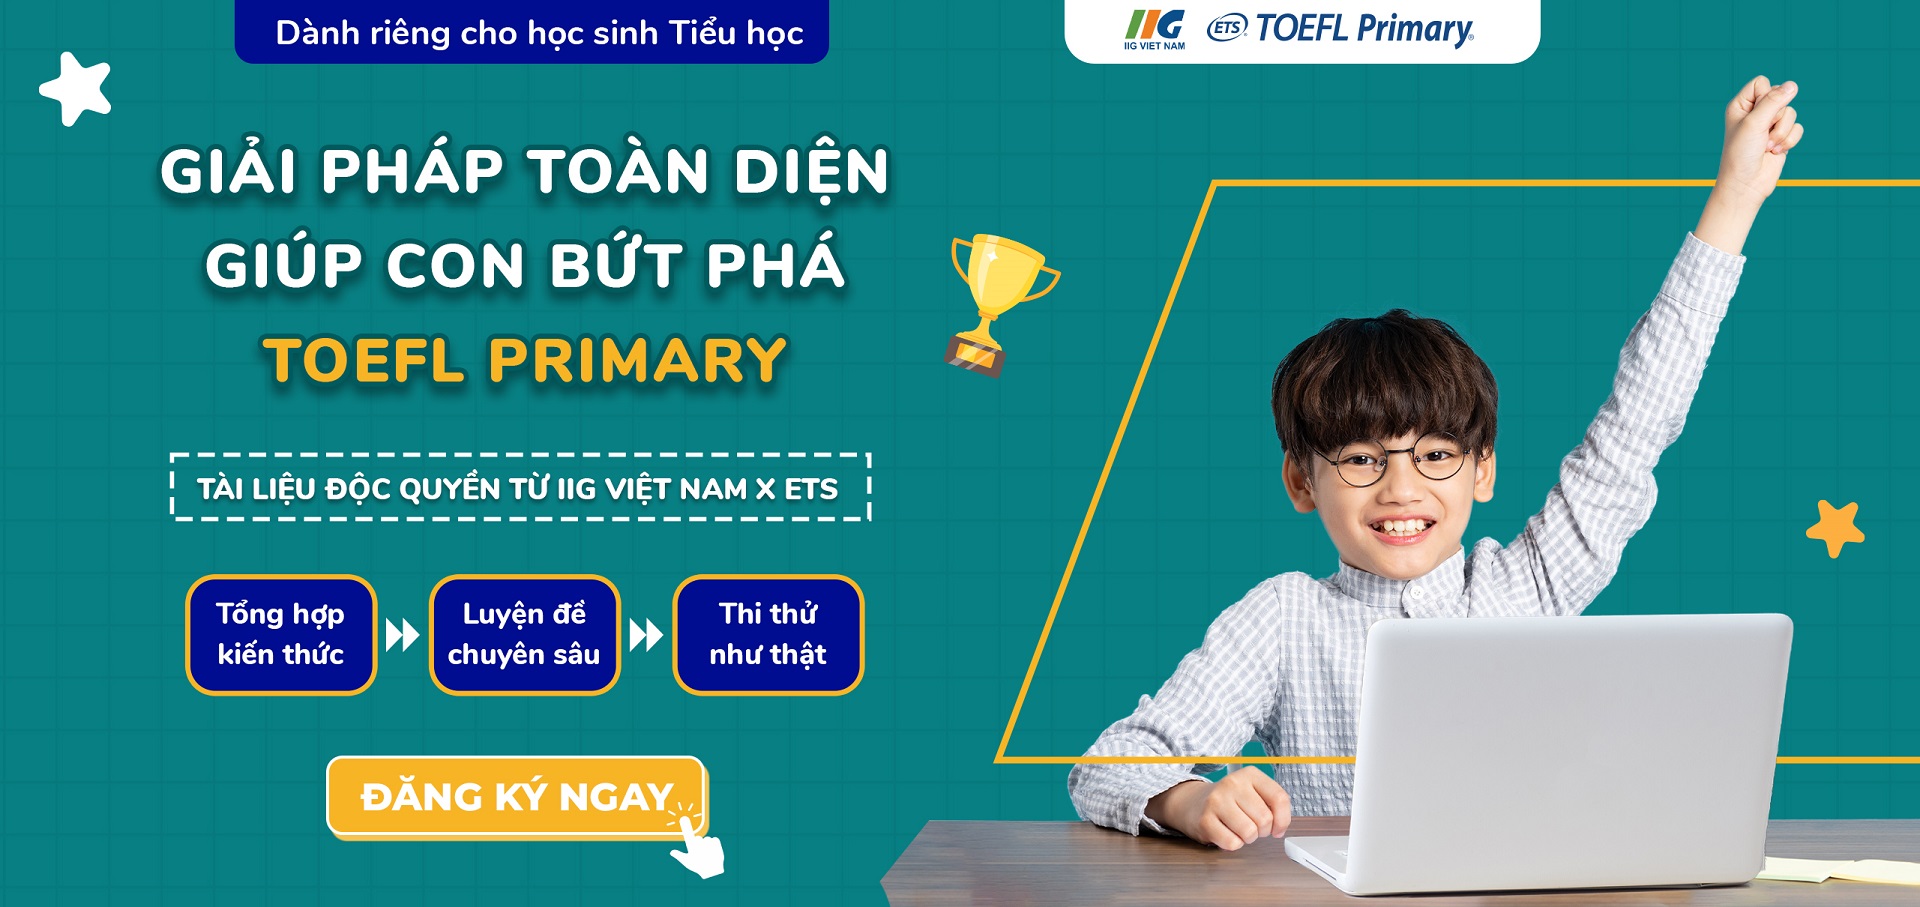 Dành riêng cho học sinh Tiểu học
IIG VIET NAM
ETS TOEFL Primary®
GIẢI PHÁP TOÀN DIỆN
GIÚP CON BỨT PHÁ
TOEFL PRIMARY
TÀI LIỆU ĐỘC QUYỀN TỪ IIG VIỆT NAM X ETS
Tổng hợp
kiến thức
Luyện đề
chuyên sâu
Thi thử
như thật
ĐĂNG KÝ NGAY